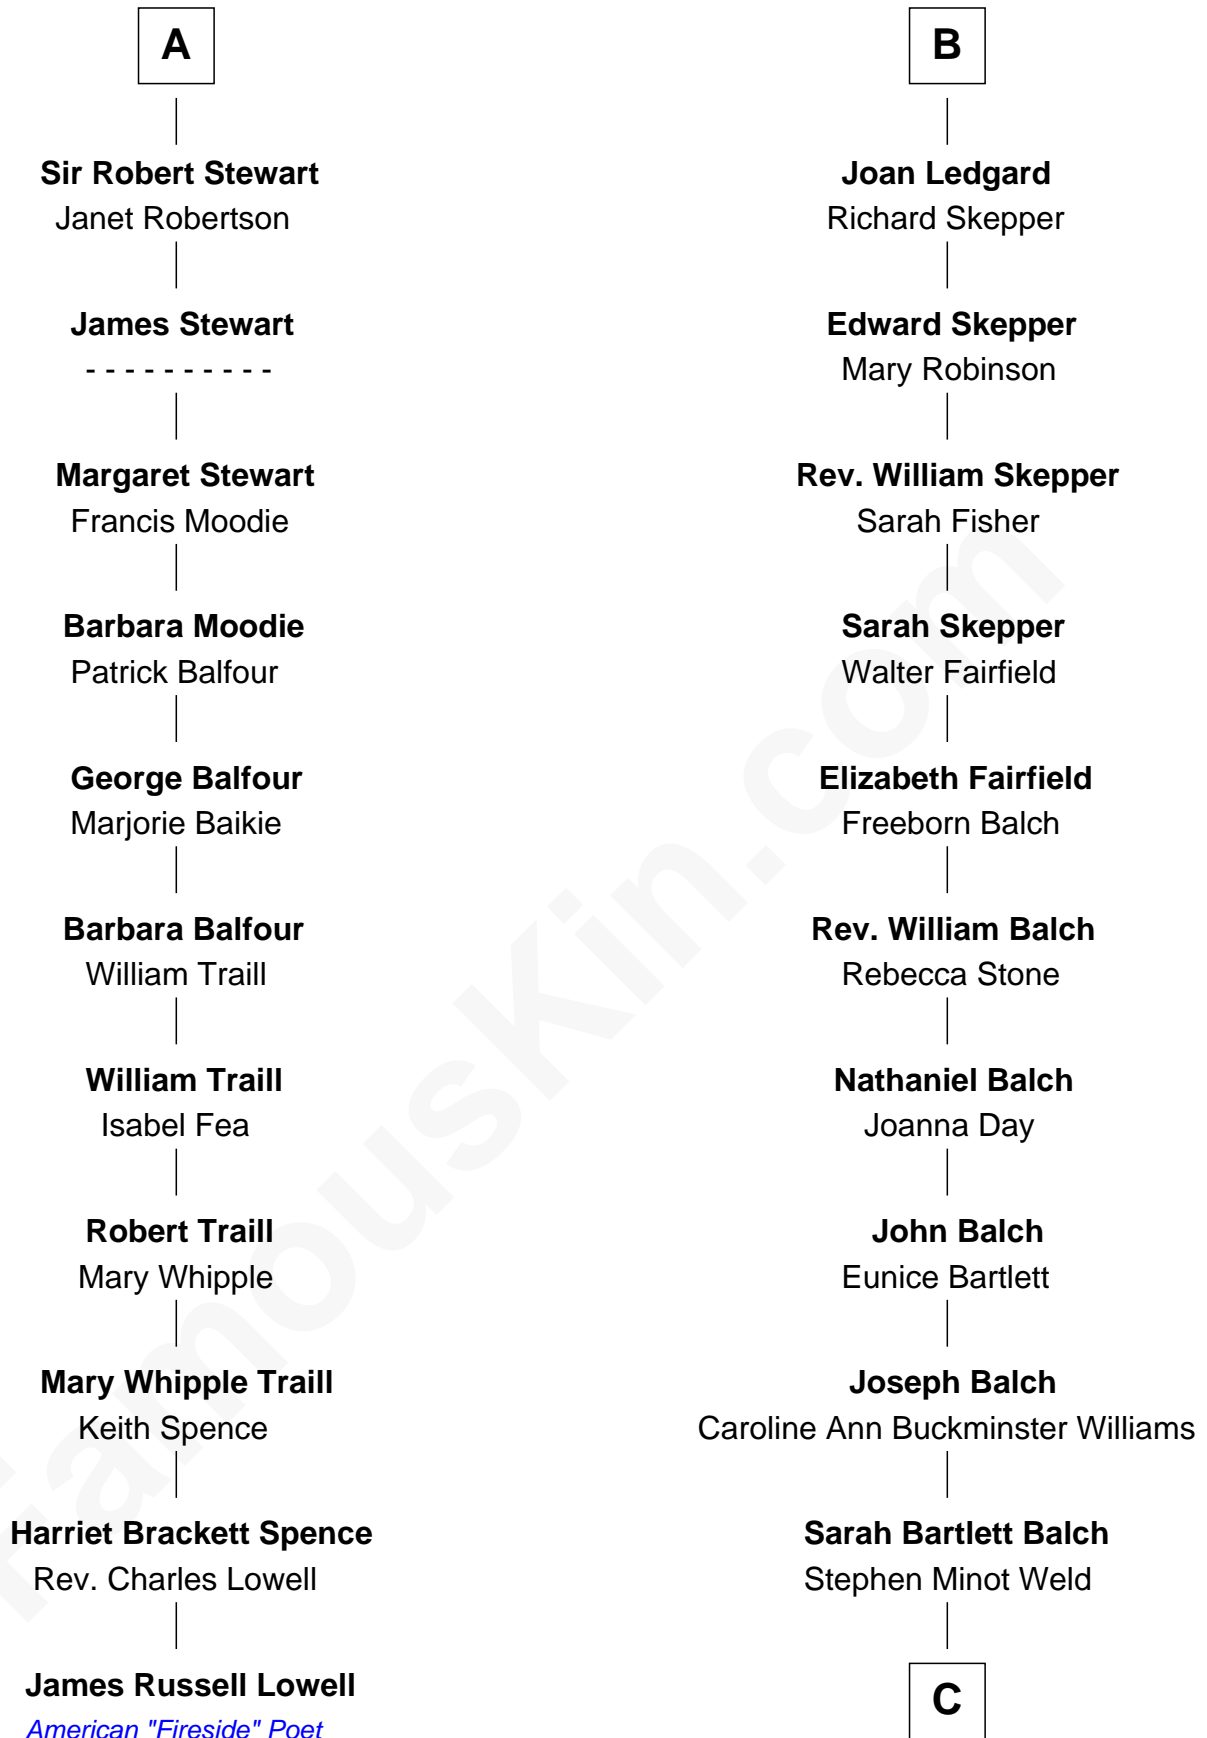 A
Sir Robert Stewart
Janet Robertson
James Stewart
- - - - - - - - - -
Margaret Stewart
Francis Moodie
Barbara Moodie
Patrick Balfour
George Balfour
Marjorie Baikie
Barbara Balfour
William Traill
William Traill
Isabel Fea
Robert Traill
Mary Whipple
Mary Whipple Traill
Keith Spence
Harriet Brackett Spence
Rev. Charles Lowell
James Russell Lowell
American "Fireside" Poet
B
Joan Ledgard
Richard Skepper
Edward Skepper
Mary Robinson
Rev. William Skepper
Sarah Fisher
Sarah Skepper
Walter Fairfield
Elizabeth Fairfield
Freeborn Balch
Rev. William Balch
Rebecca Stone
Nathaniel Balch
Joanna Day
John Balch
Eunice Bartlett
Joseph Balch
Caroline Ann Buckminster Williams
Sarah Bartlett Balch
Stephen Minot Weld
C
FamousKin.com